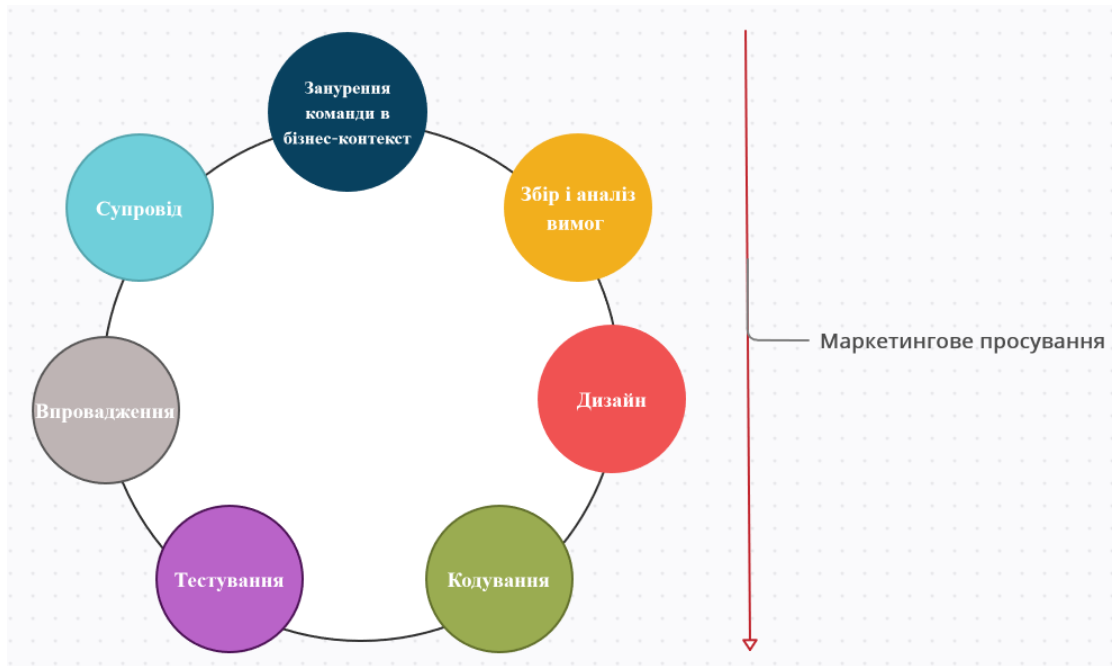 Занурення
команди в
бізнес-контекст
Збір і аналіз
вимог
Дизайн
Кодування
Тестування
Впровадження
Супровід
Маркетингове просування